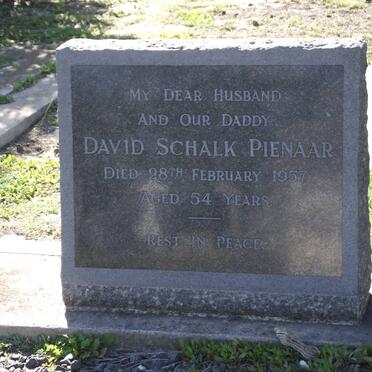 My Dear Husband
and Our Daddy
David Schalk Pienaar
Died 28th February 1957
Aged 54 Years
Rest in Peace